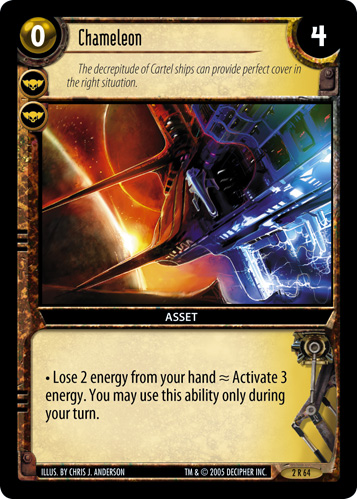 0 Chameleon 4
The decrepitude of Cartel ships can provide perfect cover in
the right situation.
ASSET
• Lose 2 energy from your hand ≈ Activate 3
energy. You may use this ability only during
your turn.
ILLUS. BY CHRIS J. ANDERSON TM & © 2005 DECIPHER INC. 2 R 64